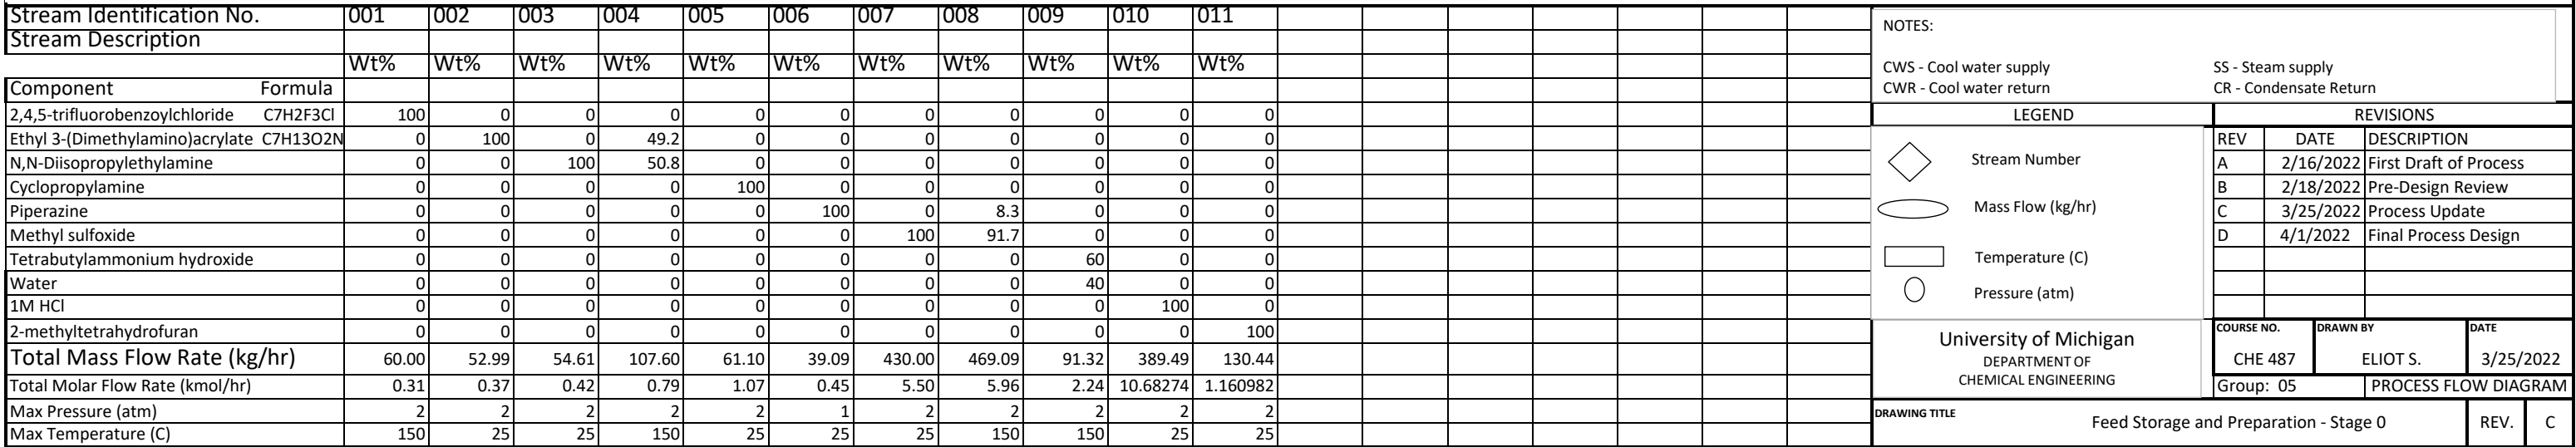 Stream Identification No. 001 002 003 004 005 006 007 008 009 010 011
Stream Description
Wt% Wt% Wt% Wt% Wt% Wt% Wt% Wt% Wt% Wt% Wt%
Component Formula
2,4,5-trifluorobenzoylchloride C7H2F3Cl 100 0 0 0 0 0 0 0 0 0 0
Ethyl 3-(Dimethylamino)acrylate C7H13O2N 0 100 0 49.2 0 0 0 0 0 0 0
N,N-Diisopropylethylamine 0 0 100 50.8 0 0 0 0 0 0 0
Cyclopropylamine 0 0 0 0 100 0 0 0 0 0 0
Piperazine 0 0 0 0 0 100 0 8.3 0 0 0
Methyl sulfoxide 0 0 0 0 0 0 100 91.7 0 0 0
Tetrabutylammonium hydroxide 0 0 0 0 0 0 0 0 60 0 0
Water 0 0 0 0 0 0 0 0 40 0 0
1M HCl 0 0 0 0 0 0 0 0 0 100 0
2-methyltetrahydrofuran 0 0 0 0 0 0 0 0 0 0 100
Total Mass Flow Rate (kg/hr) 60.00 52.99 54.61 107.60 61.10 39.09 430.00 469.09 91.32 389.49 130.44
Total Molar Flow Rate (kmol/hr) 0.31 0.37 0.42 0.79 1.07 0.45 5.50 5.96 2.24 10.68274 1.160982
Max Pressure (atm) 2 2 2 2 2 1 2 2 2 2 2
Max Temperature (C) 150 25 25 150 25 25 25 150 150 25 25
NOTES:
CWS - Cool water supply SS - Steam supply
CWR - Cool water return CR - Condensate Return
LEGEND
Stream Number
Mass Flow (kg/hr)
Temperature (C)
Pressure (atm)
REVISIONS
REV DATE DESCRIPTION
A 2/16/2022 First Draft of Process
B 2/18/2022 Pre-Design Review
C 3/25/2022 Process Update
D 4/1/2022 Final Process Design
University of Michigan
DEPARTMENT OF
CHEMICAL ENGINEERING
COURSE NO. DRAWN BY DATE
CHE 487 ELIOT S. 3/25/2022
Group: 05 PROCESS FLOW DIAGRAM
DRAWING TITLE
Feed Storage and Preparation - Stage 0 REV. C